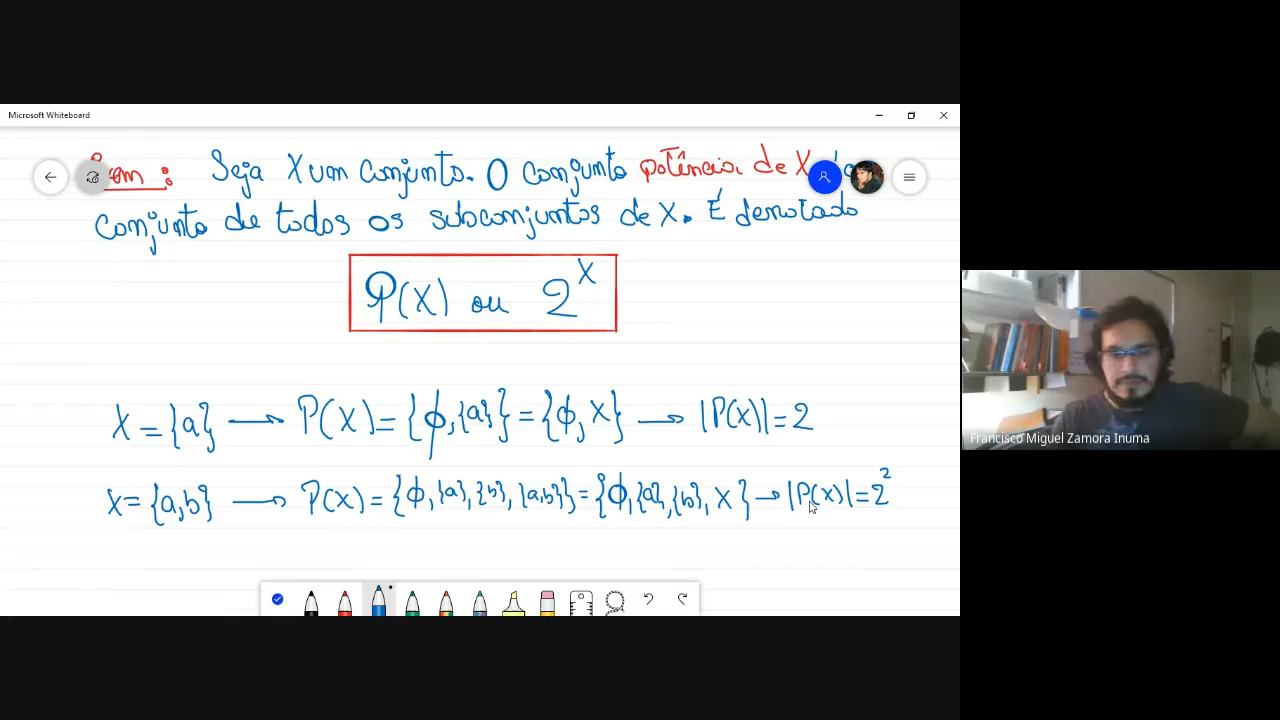 Microsoft Whiteboard
Seja X um conjunto. O conjunto potência de X
conjunto de todos os subconjuntos de X. É denotado
P(X) ou 2^X
X = {a} → P(X) = {ϕ, {a}} = {ϕ, X} → |P(X)| = 2
X = {a,b} → P(X) = {ϕ, {a}, {b}, {a,b}} = {ϕ, {a}, {b}, X} → |P(X)| = 2²
Francisco Miguel Zamora Inuma